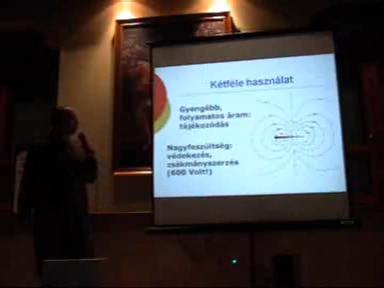 Kétféle használat
Gyengébb,
folyamatos áram:
tájékozódás
Nagyfeszültség:
védekezés,
zsákmányszerzés
(600 Volt!)